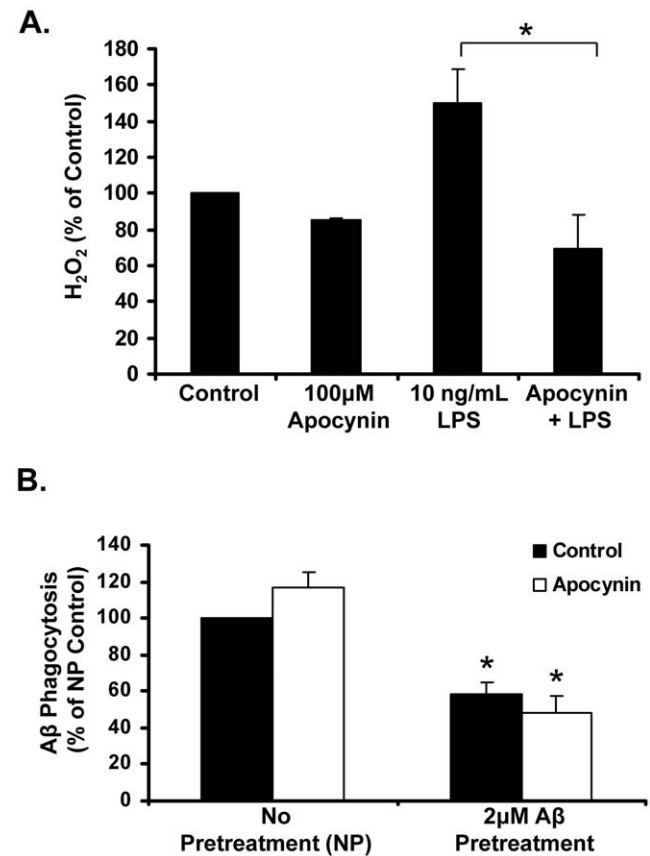 A.
*
180
160
140
120
100
80
60
40
20
0
H₂O₂ (% of Control)
Control
100µM
Apocynin
10 ng/mL
LPS
Apocynin
+ LPS
B.
140
120
100
80
60
40
20
0
Aβ Phagocytosis
(% of NP Control)
Control
Apocynin
*
*
No
Pretreatment (NP)
2µM Aβ
Pretreatment